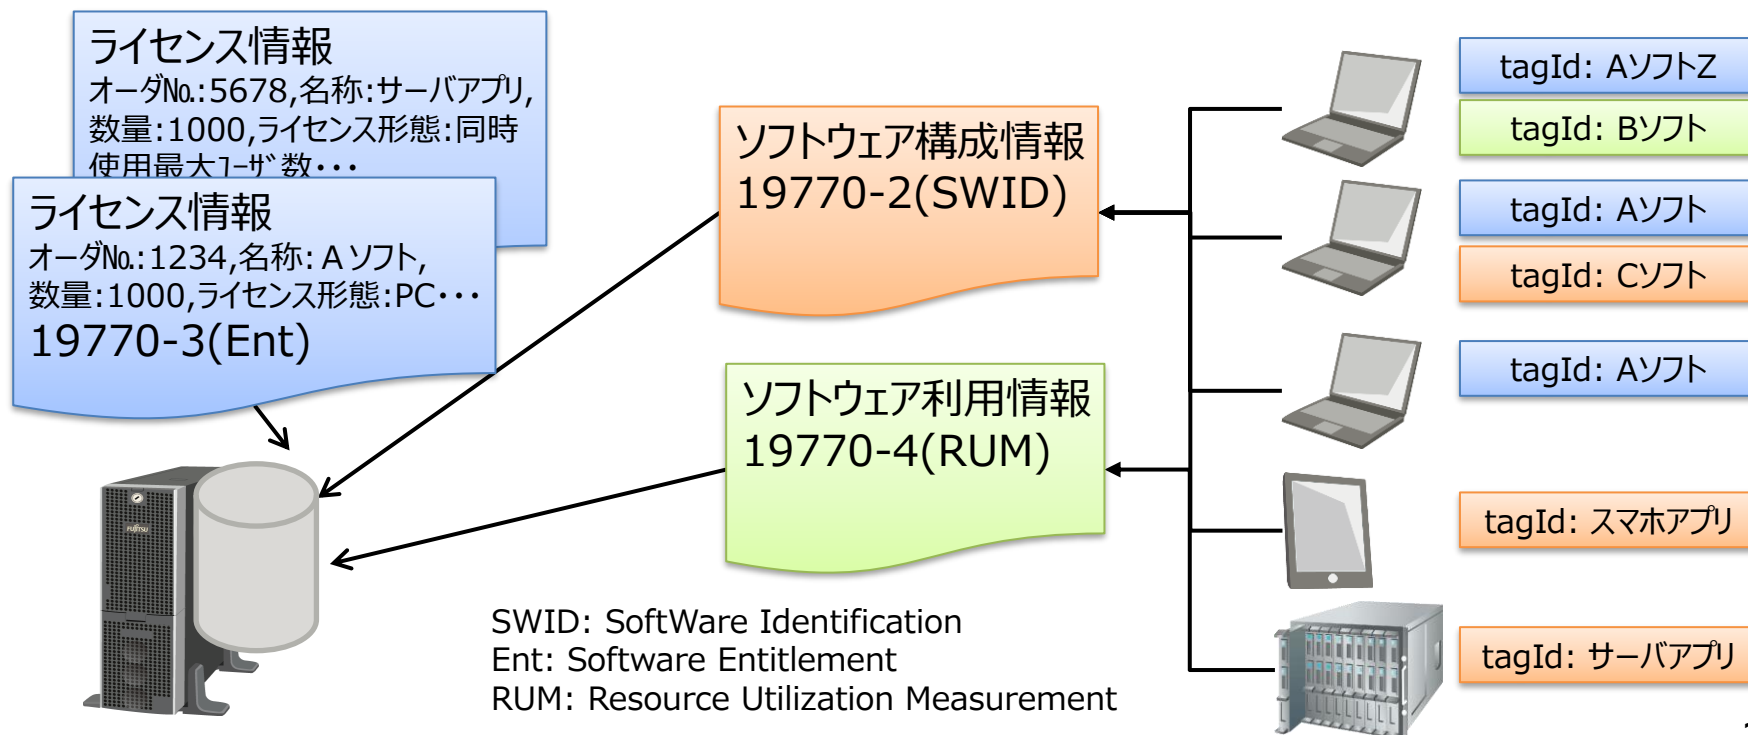 ライセンス情報
オーダ№:5678,名称:サーバアプリ,
数量:1000,ライセンス形態:同時
使用最大ﾕｰｻﾞ数・・・
ライセンス情報
オーダ№:1234,名称:Aソフト,
数量:1000,ライセンス形態:PC・・・
19770-3(Ent)
FUJITSU
ソフトウェア構成情報
19770-2(SWID)
ソフトウェア利用情報
19770-4(RUM)
SWID: SoftWare Identification
Ent: Software Entitlement
RUM: Resource Utilization Measurement
tagId: AソフトZ
tagId: Bソフト
tagId: Aソフト
tagId: Cソフト
tagId: Aソフト
tagId: スマホアプリ
tagId: サーバアプリ